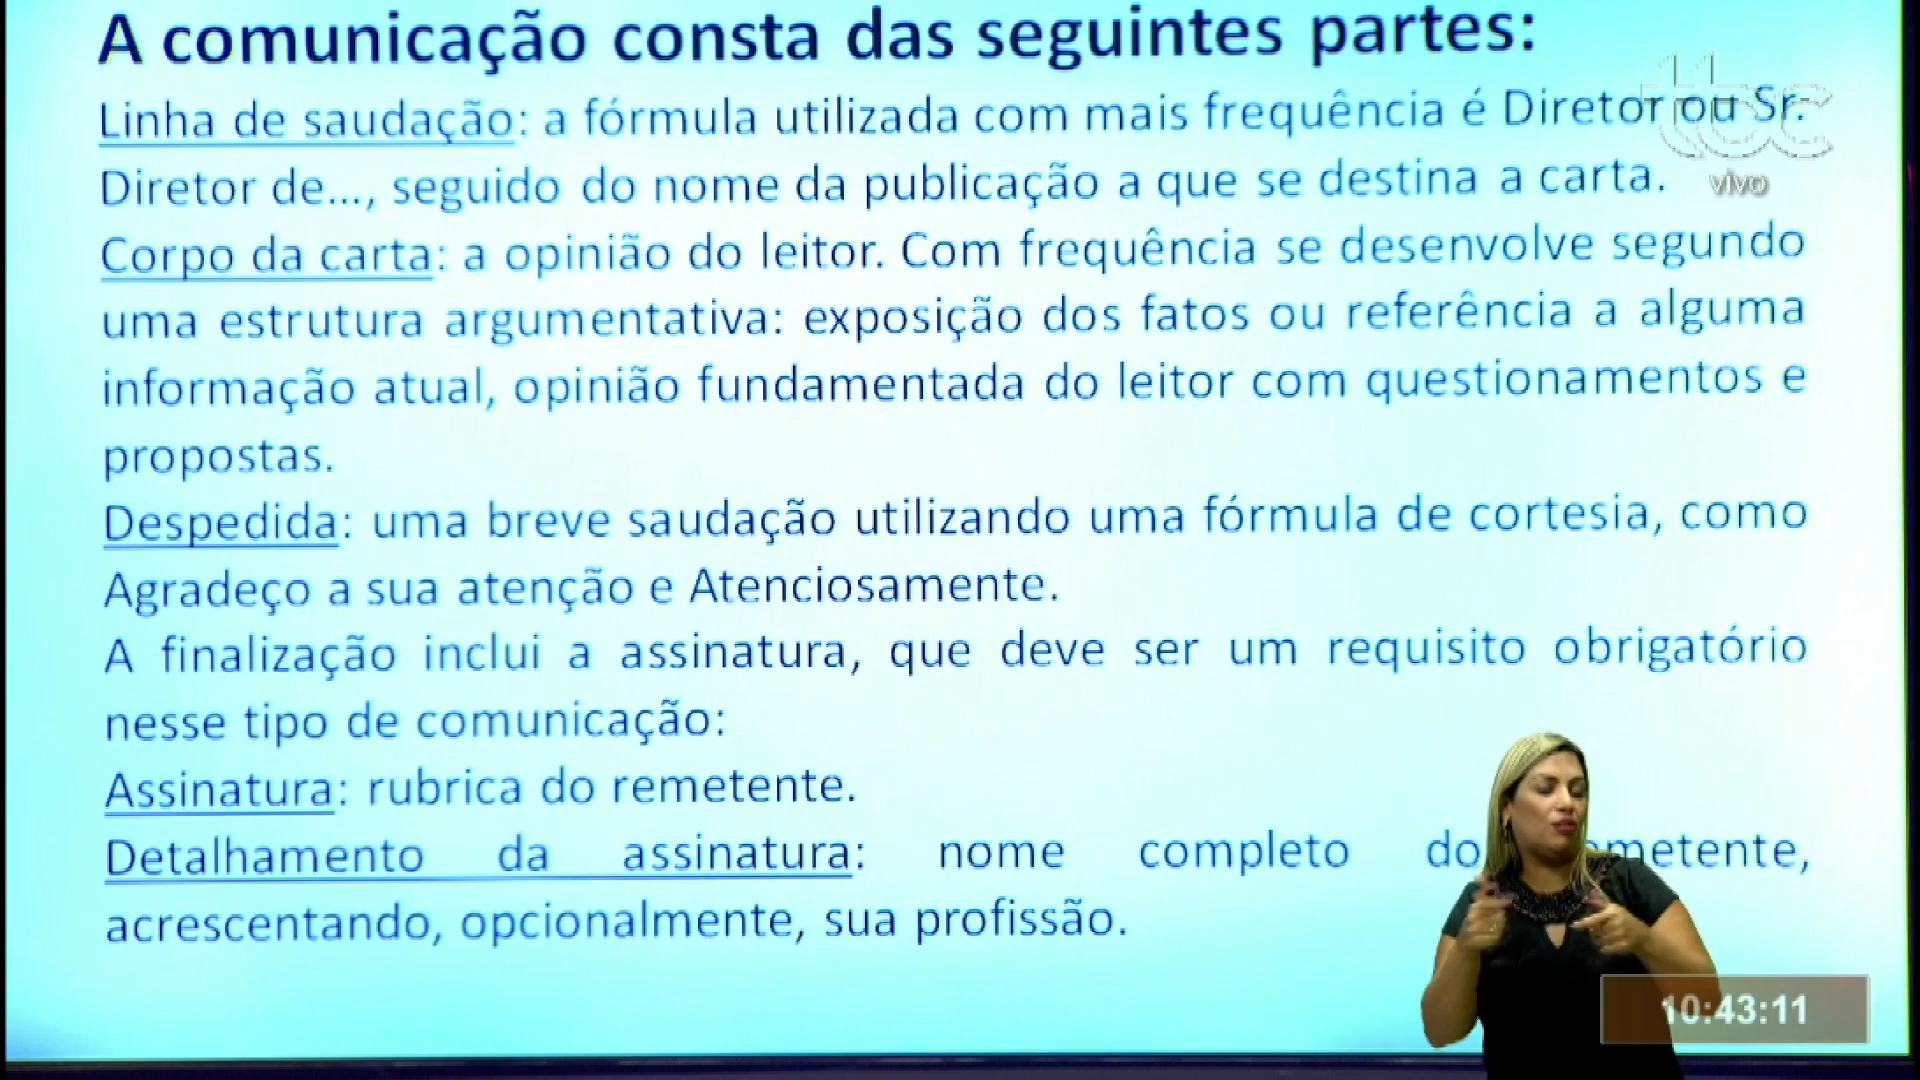 A comunicação consta das seguintes partes:
Linha de saudação: a fórmula utilizada com mais frequência é Diretor ou Sr.
Diretor de..., seguido do nome da publicação a que se destina a carta.
Corpo da carta: a opinião do leitor. Com frequência se desenvolve segundo
uma estrutura argumentativa: exposição dos fatos ou referência a alguma
informação atual, opinião fundamentada do leitor com questionamentos e
propostas.
Despedida: uma breve saudação utilizando uma fórmula de cortesia, como
Agradeço a sua atenção e Atenciosamente.
A finalização inclui a assinatura, que deve ser um requisito obrigatório
nesse tipo de comunicação:
Assinatura: rubrica do remetente.
Detalhamento da assinatura: nome completo do emetente,
acrescentando, opcionalmente, sua profissão.
tbc
vivo
10:43:11